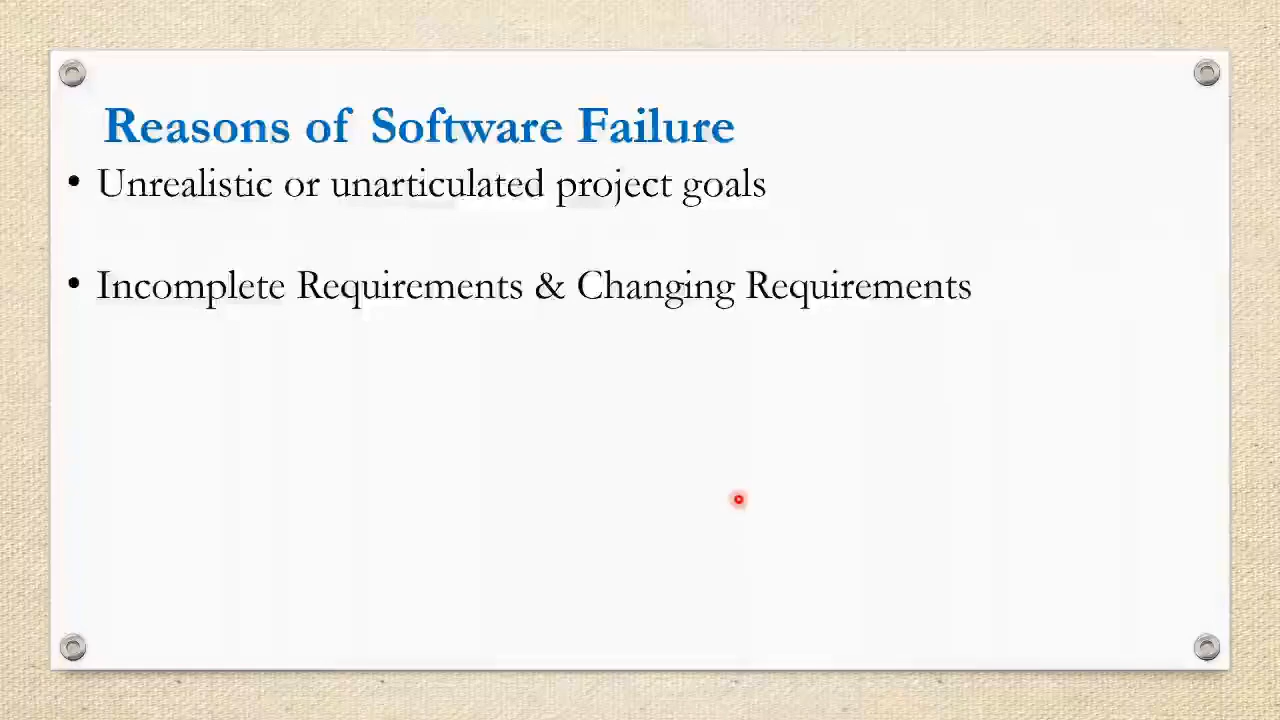 Reasons of Software Failure
• Unrealistic or unarticulated project goals
• Incomplete Requirements & Changing Requirements